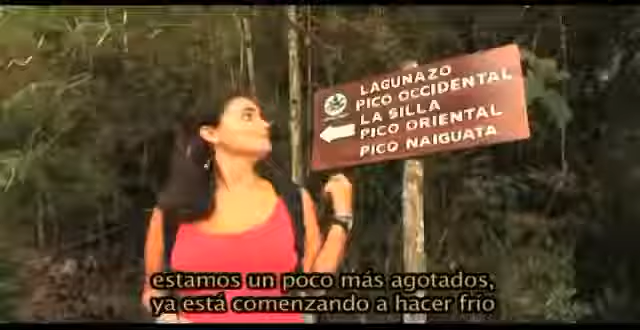 LAGUNAZO
PICO OCCIDENTAL
LA SILLA
PICO ORIENTAL
PICO NAIGUATA
estamos un poco más agotados,
ya está comenzando a hacer frío